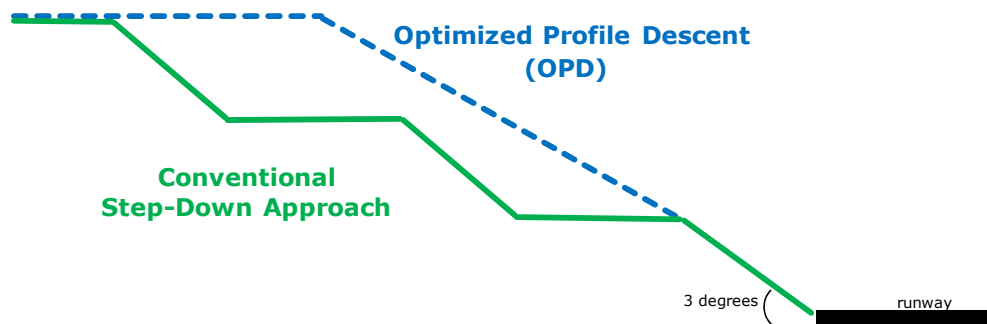 Optimized Profile Descent
(OPD)
Conventional
Step-Down Approach
3 degrees
runway